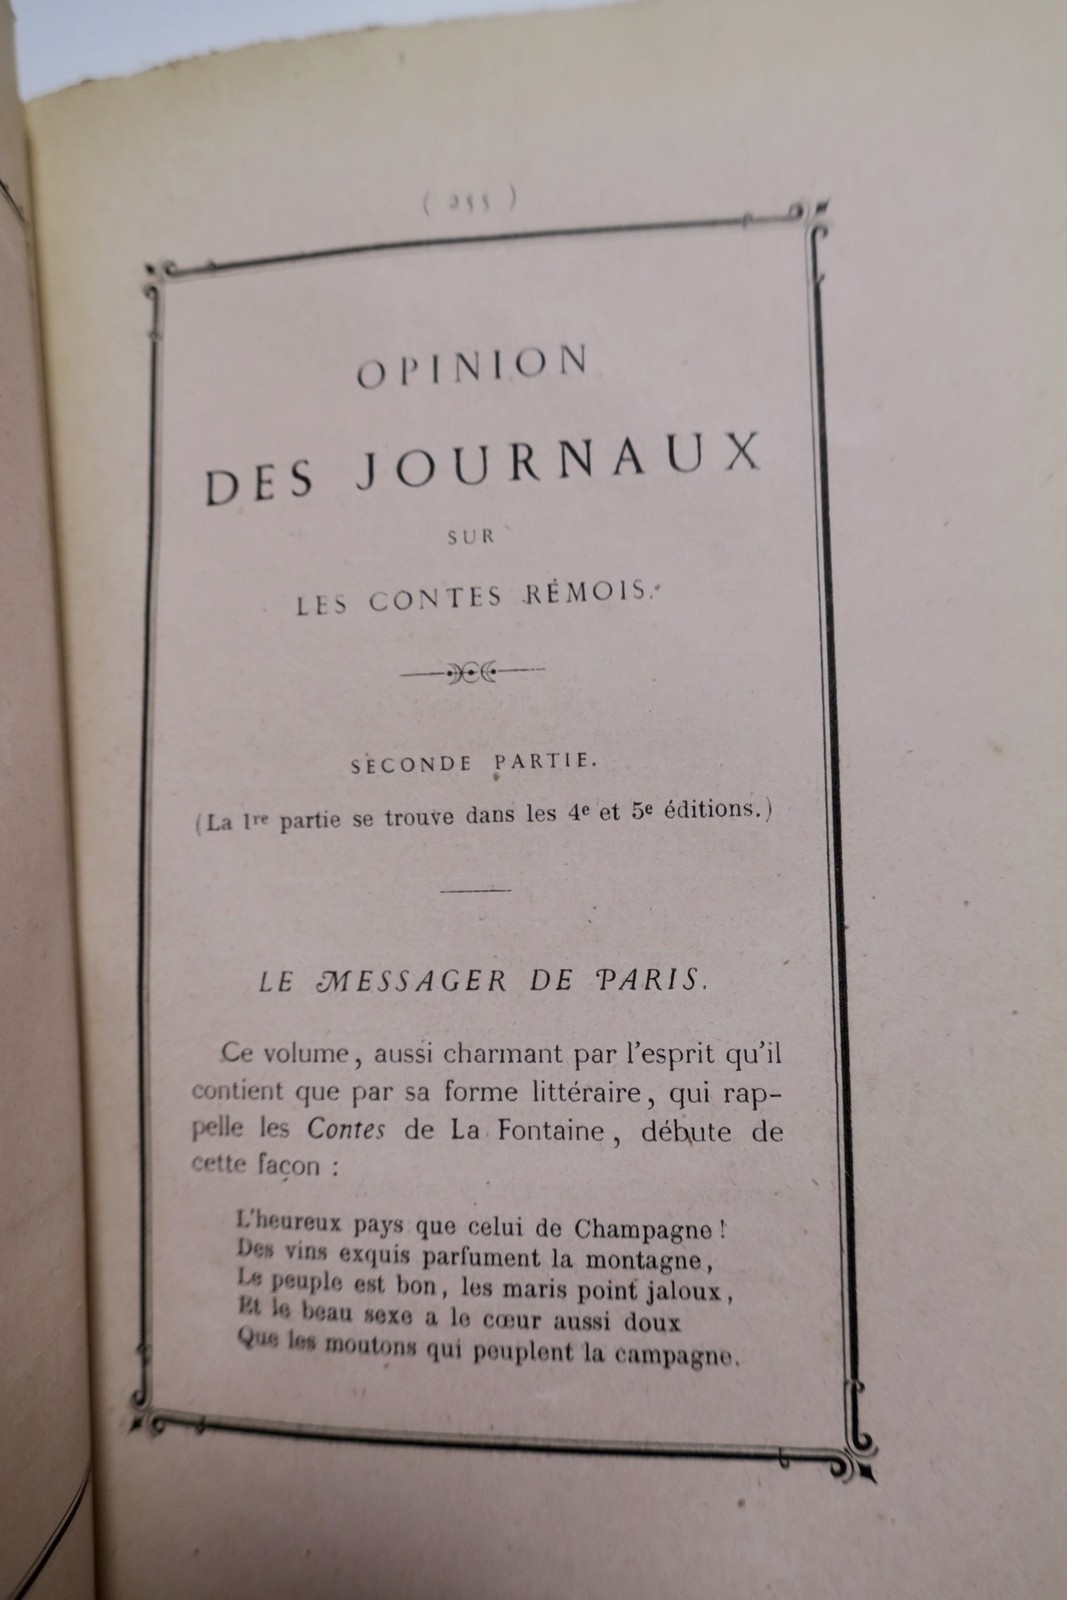 ( 255 )
OPINION
DES JOURNAUX
SUR
LES CONTES RÉMOIS.
SECONDE PARTIE.
(La 1re partie se trouve dans les 4e et 5e éditions.)
LE MESSAGER DE PARIS.
Ce volume, aussi charmant par l'esprit qu'il
contient que par sa forme littéraire, qui rap-
pelle les Contes de La Fontaine, débute de
cette façon :
L'heureux pays que celui de Champagne !
Des vins exquis parfument la montagne,
Le peuple est bon, les maris point jaloux,
Et le beau sexe a le cœur aussi doux
Que les moutons qui peuplent la campagne.